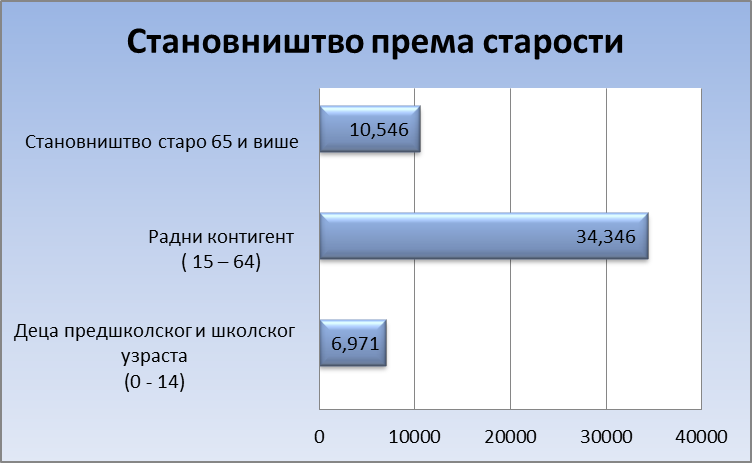 Становништво према старости
Становништво старо 65 и више
10,546
Радни контигент
( 15 – 64)
34,346
Деца предшколског и школског
узраста
(0 - 14)
6,971
0 10000 20000 30000 40000